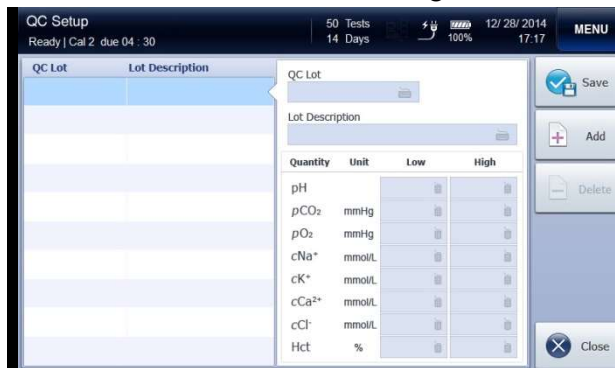 QC Setup
Ready | Cal 2 due 04 : 30
50 Tests
14 Days
100%
12/ 28/ 2014
17:17
MENU
QC Lot Lot Description
QC Lot
Lot Description
Quantity Unit Low High
pH
pCO₂ mmHg
pO₂ mmHg
cNa⁺ mmol/L
cK⁺ mmol/L
cCa²⁺ mmol/L
cCl⁻ mmol/L
Hct %
Save
Add
Delete
Close